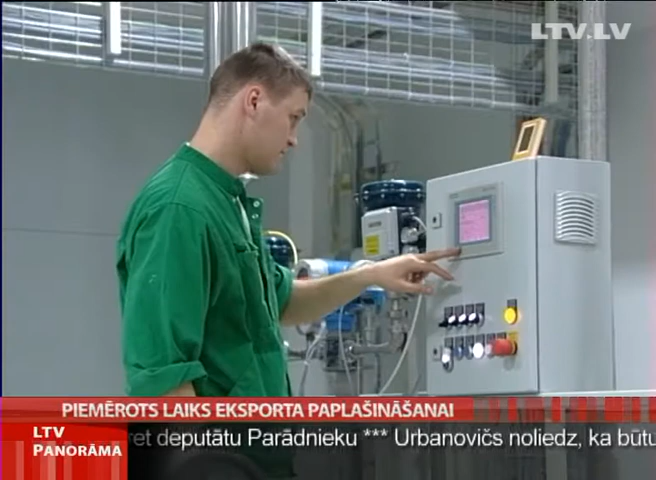 LTV.LV
PIEMĒROTS LAIKS EKSPORTA PAPLAŠINĀŠANAI
LTV
PANORĀMA
ret deputātu Parādnieku *** Urbanovičs noliedz, ka būtu